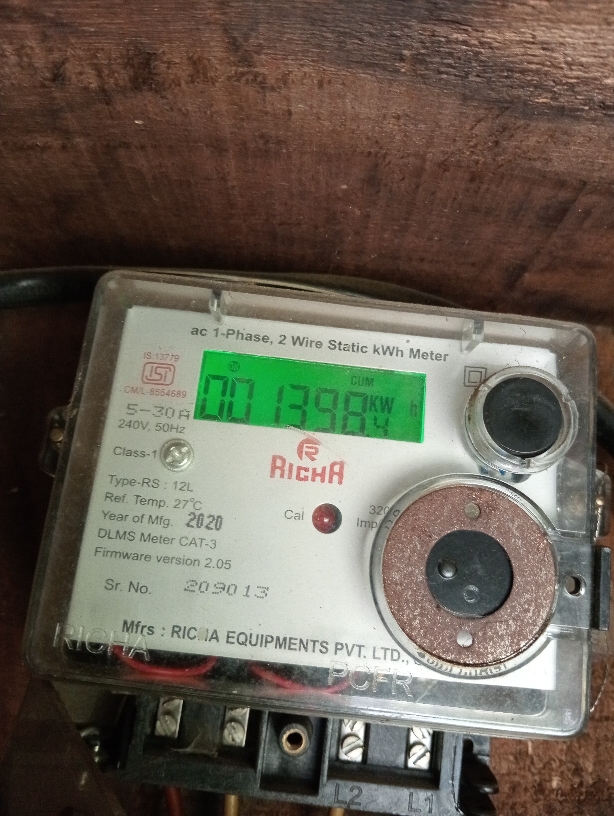 ac 1-Phase, 2 Wire Static kWh Meter
IS:13779
ISI
CM/L-8554689
CUM
001398.4 KW h
5-30A
240V, 50Hz
Class-1
R
RICHA
Type-RS : 12L
Ref. Temp. 27°C
Year of Mfg. 2020
Cal
320
Imp
DLMS Meter CAT-3
Firmware version 2.05
Sr. No. 209013
Mfrs : RICHA EQUIPMENTS PVT. LTD.,
RICHA
L2 L1